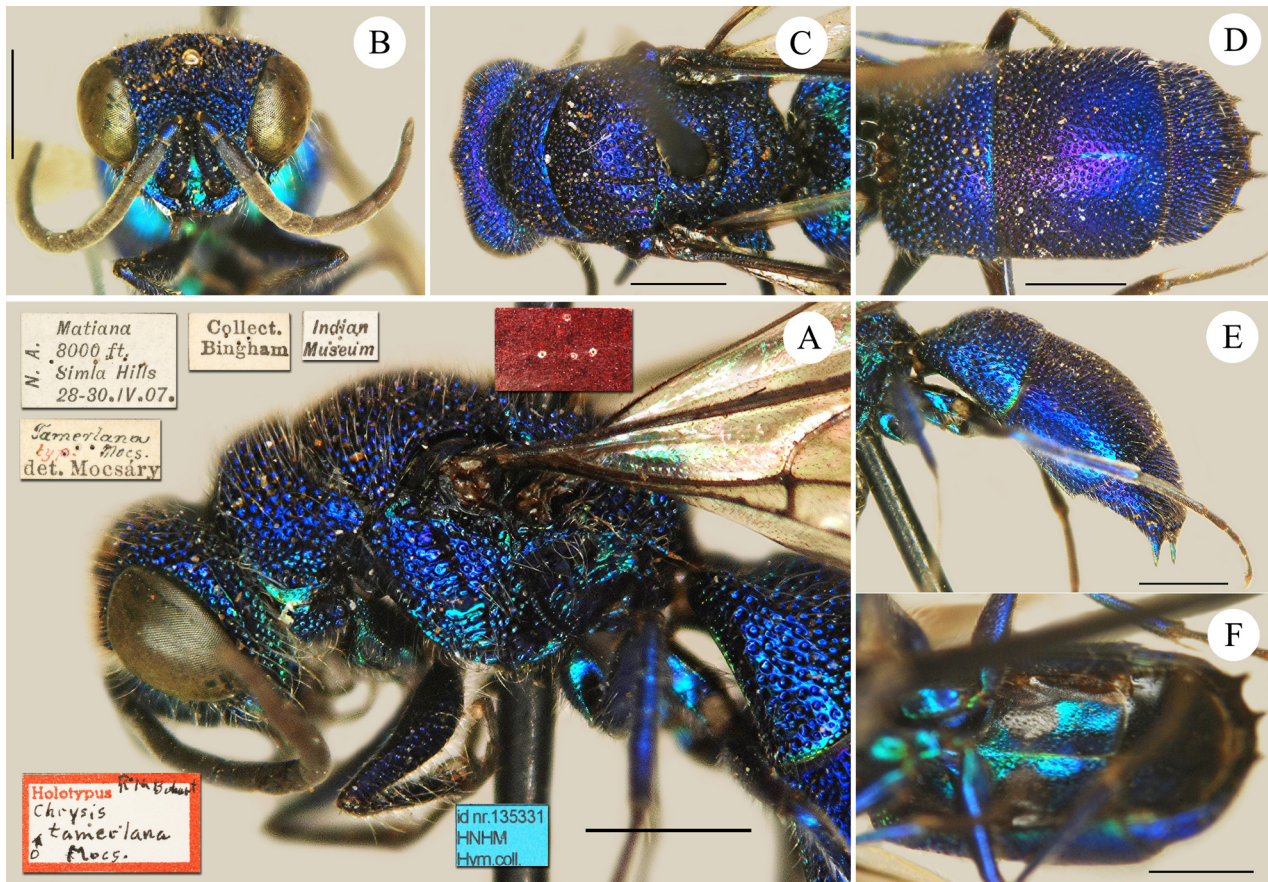 B
C
D
A
E
F
N. A.
Matiana
8000 ft.
Simla Hills
28-30.IV.07.
Collect.
Bingham
Indian
Museum
Tamerlana
typ. Mocs.
det. Mocsáry
Holotypus
Chrysis
tamerlana
Mocs.
id nr.135331
HNHM
Hym.coll.